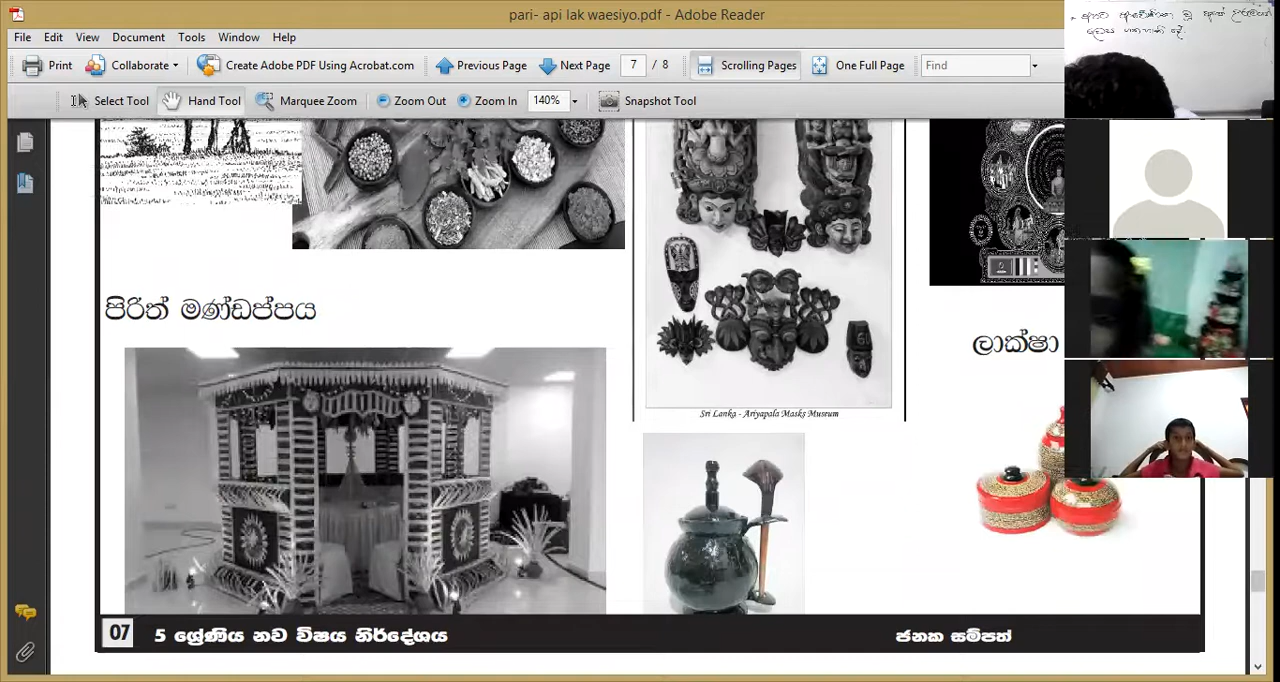 pari- api lak waesiyo.pdf - Adobe Reader
File Edit View Document Tools Window Help
Print Collaborate Create Adobe PDF Using Acrobat.com Previous Page Next Page 7 / 8 Scrolling Pages One Full Page Find
Select Tool Hand Tool Marquee Zoom Zoom Out Zoom In 140% Snapshot Tool
පිරිත් මණ්ඩප්පය
ලාක්ෂා
Sri Lanka - Ariyapala Masks Museum
07 5 ශ්‍රේණිය නව විෂය නිර්දේශය ජනක සම්පත්